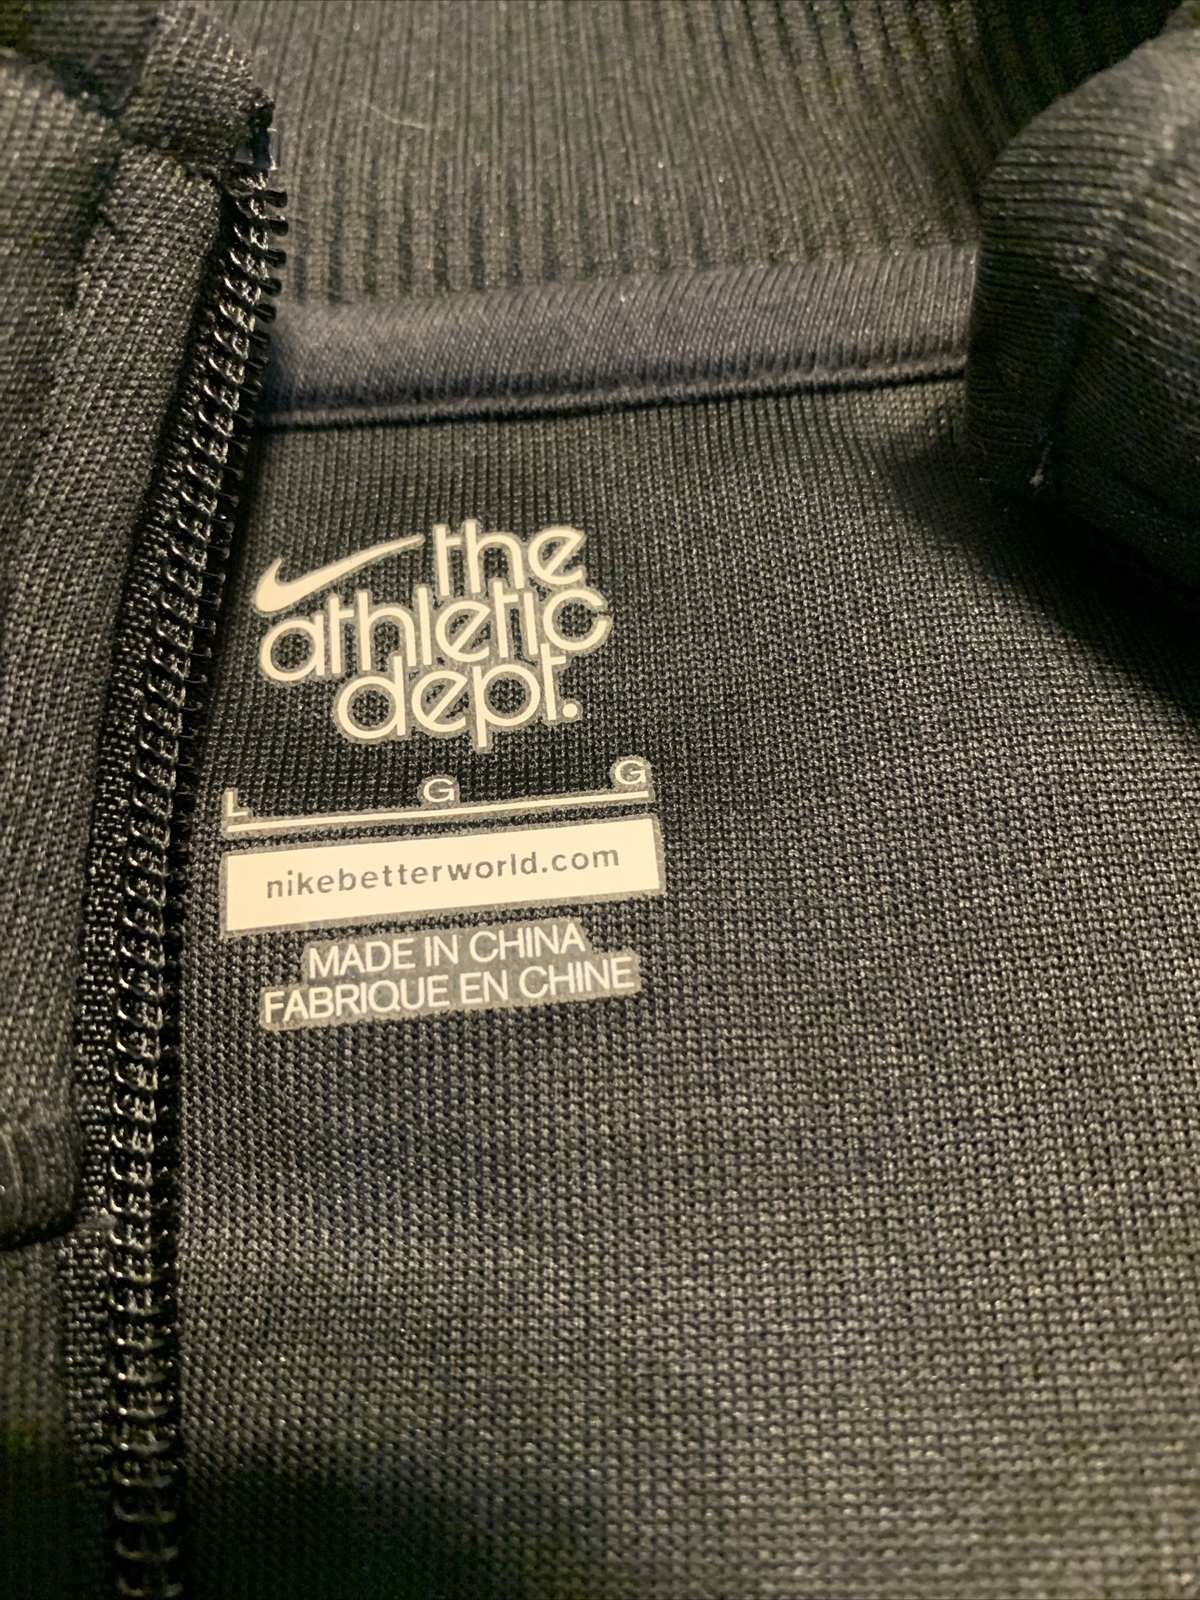 the
athletic
dept.
L G G
nikebetterworld.com
MADE IN CHINA
FABRIQUE EN CHINE